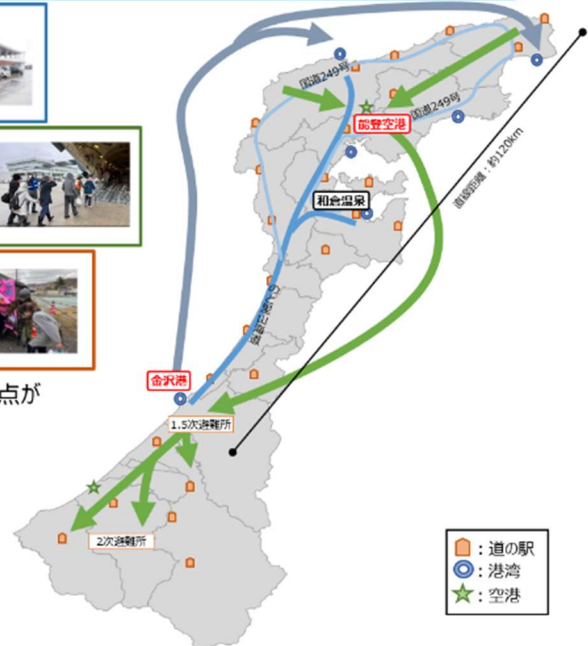 国道249号
国道249号
能登空港
直線距離：約120km
和倉温泉
のと里山海道
金沢港
点が
1.5次避難所
2次避難所
：道の駅
：港湾
：空港